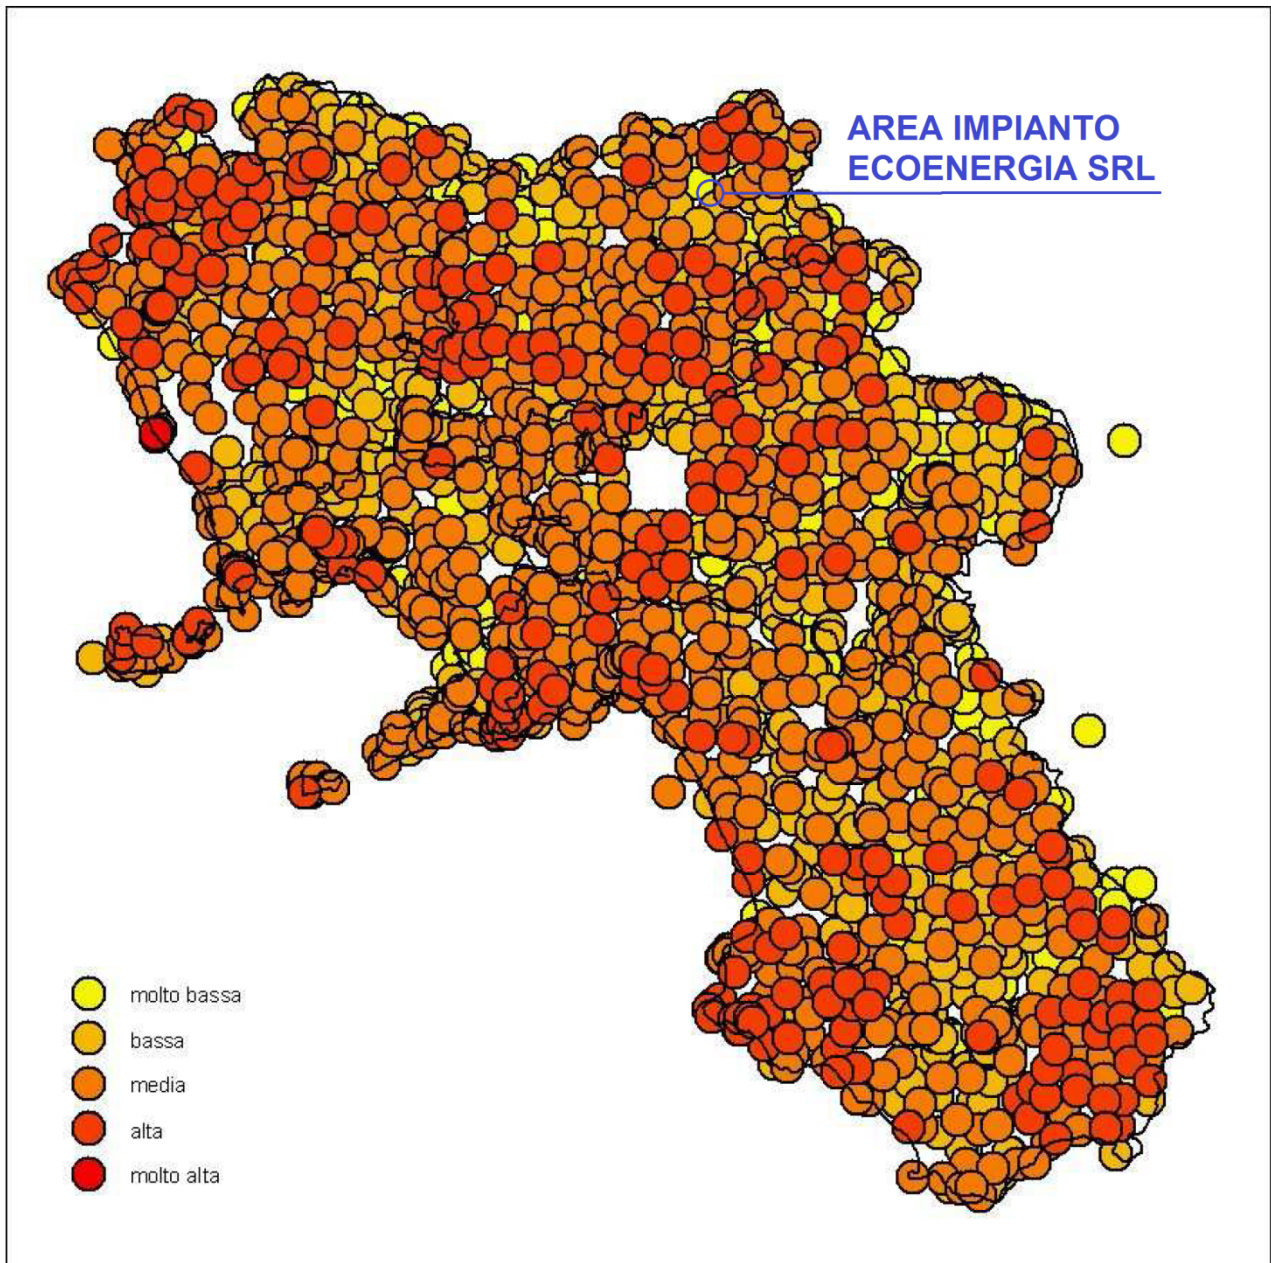 AREA IMPIANTO
ECOENERGIA SRL
molto bassa
bassa
media
alta
molto alta